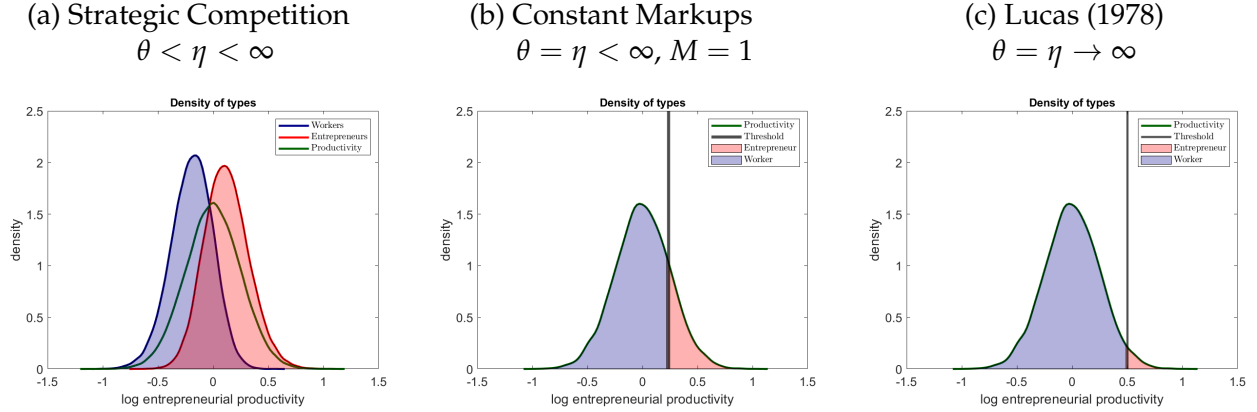 (a) Strategic Competition
θ < η < ∞
Density of types
2.5
2
1.5
1
0.5
0
density
-1.5 -1 -0.5 0 0.5 1 1.5
log entrepreneurial productivity
Workers
Entrepreneurs
Productivity
(b) Constant Markups
θ = η < ∞, M = 1
Density of types
2.5
2
1.5
1
0.5
0
density
-1.5 -1 -0.5 0 0.5 1 1.5
log entrepreneurial productivity
Productivity
Threshold
Entrepreneur
Worker
(c) Lucas (1978)
θ = η → ∞
Density of types
2.5
2
1.5
1
0.5
0
density
-1.5 -1 -0.5 0 0.5 1 1.5
log entrepreneurial productivity
Productivity
Threshold
Entrepreneur
Worker